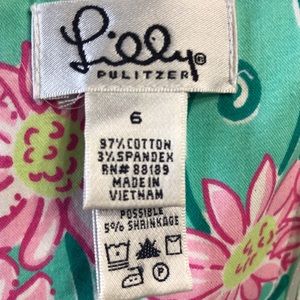 Lilly®
PULITZER
6
97% COTTON
3% SPANDEX
RN# 88189
MADE IN
VIETNAM
POSSIBLE
5% SHRINKAGE
P